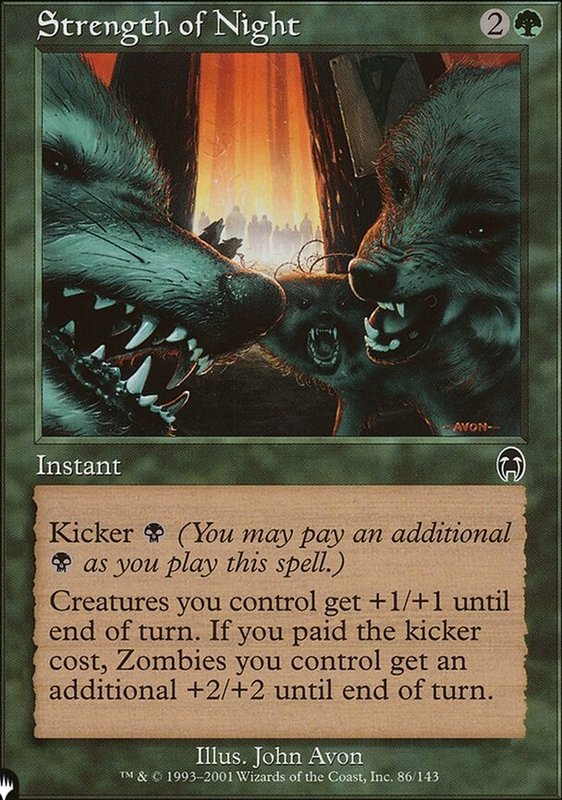 Strength of Night 2
-AVON-
Instant
Kicker (You may pay an additional
as you play this spell.)
Creatures you control get +1/+1 until
end of turn. If you paid the kicker
cost, Zombies you control get an
additional +2/+2 until end of turn.
Illus. John Avon
™ & © 1993–2001 Wizards of the Coast, Inc. 86/143